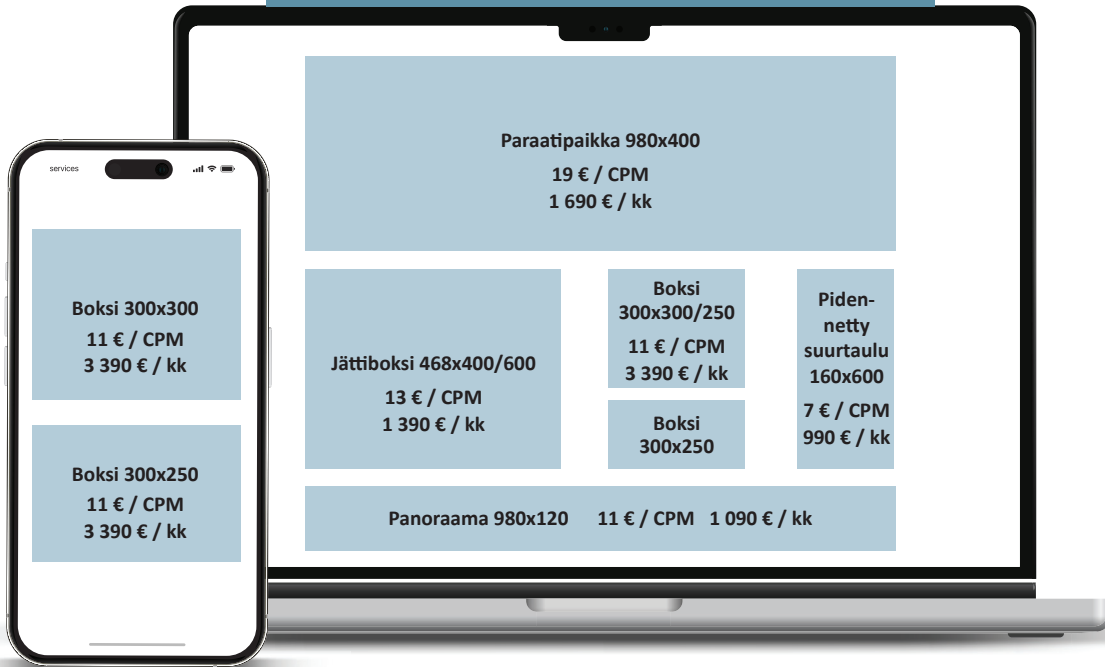 services
Boksi 300x300
11 € / CPM
3 390 € / kk
Boksi 300x250
11 € / CPM
3 390 € / kk
Paraatipaikka 980x400
19 € / CPM
1 690 € / kk
Jättiboksi 468x400/600
13 € / CPM
1 390 € / kk
Boksi
300x300/250
11 € / CPM
3 390 € / kk
Boksi
300x250
Piden-
netty
suurtaulu
160x600
7 € / CPM
990 € / kk
Panoraama 980x120 11 € / CPM 1 090 € / kk